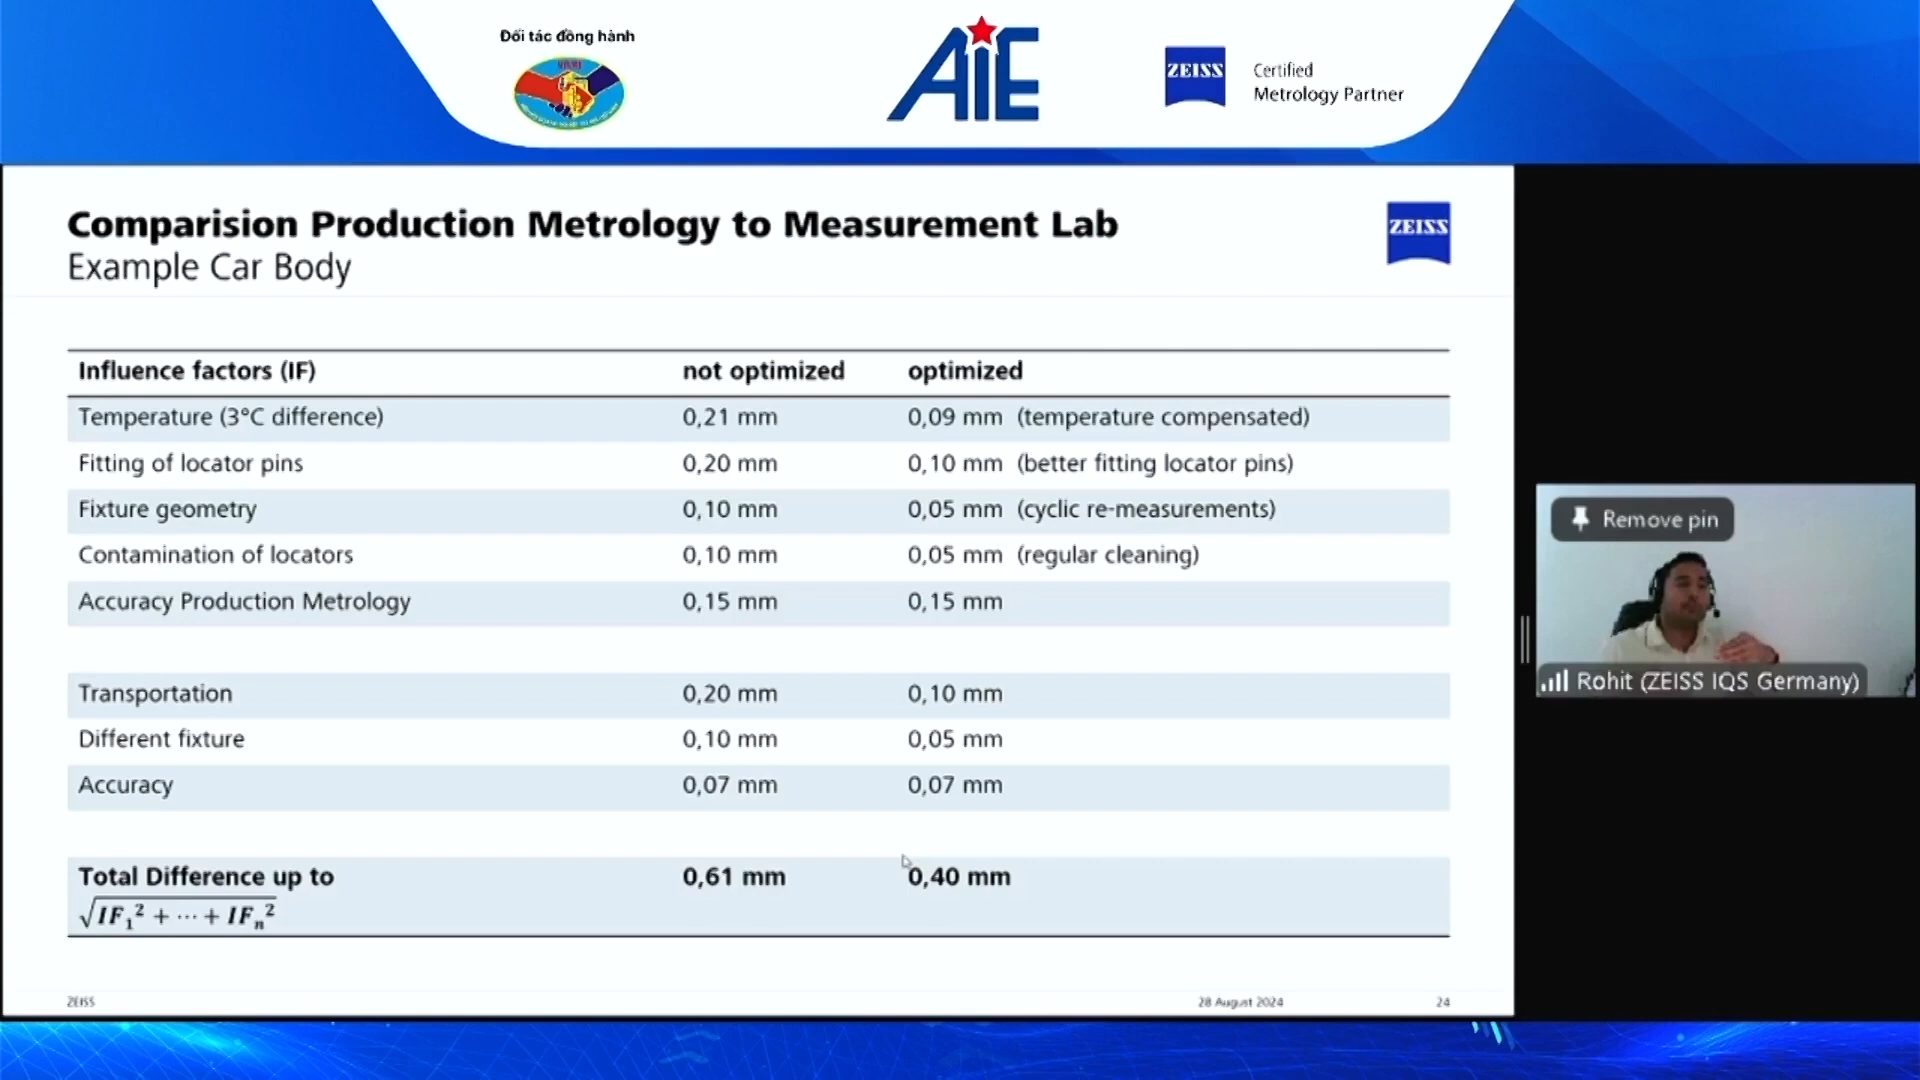 Đối tác đồng hành
AiE
ZEISS
Certified
Metrology Partner
Comparision Production Metrology to Measurement Lab
Example Car Body
ZEISS
Influence factors (IF) not optimized optimized
Temperature (3°C difference) 0,21 mm 0,09 mm (temperature compensated)
Fitting of locator pins 0,20 mm 0,10 mm (better fitting locator pins)
Fixture geometry 0,10 mm 0,05 mm (cyclic re-measurements)
Contamination of locators 0,10 mm 0,05 mm (regular cleaning)
Accuracy Production Metrology 0,15 mm 0,15 mm
Transportation 0,20 mm 0,10 mm
Different fixture 0,10 mm 0,05 mm
Accuracy 0,07 mm 0,07 mm
Total Difference up to 0,61 mm 0,40 mm
√IF₁² + ⋯ + IFₙ²
ZEISS 28 August 2024 24
Remove pin
Rohit (ZEISS IQS Germany)